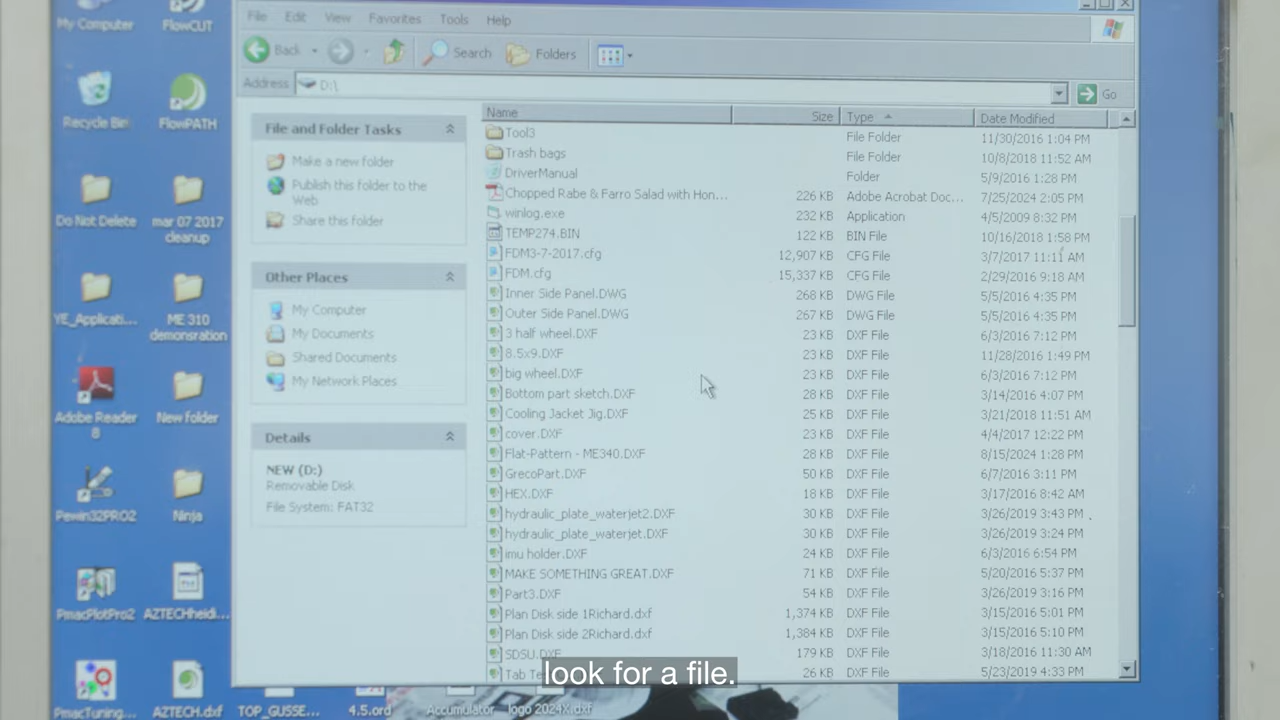 My Computer
FlowCUT
Recycle Bin
FlowPATH
Do Not Delete
mar 07 2017
cleanup
YE_Applicati...
ME 310
demonsration
Adobe Reader
8
New folder
Pewin32PRO2
Ninja
PmacPlotPro2
AZTECHheidi...
PmacTuning...
AZTECH.dxf
TOP_GUSSE...
4.5.ord
Accumulator
logo 2024X.dxf
File Edit View Favorites Tools Help
Back Search Folders
Address D:\ Go
File and Folder Tasks
Make a new folder
Publish this folder to the
Web
Share this folder
Other Places
My Computer
My Documents
Shared Documents
My Network Places
Details
NEW (D:)
Removable Disk
File System: FAT32
Name Size Type Date Modified
Tool3 File Folder 11/30/2016 1:04 PM
Trash bags File Folder 10/8/2018 11:52 AM
DriverManual Folder 5/9/2016 1:28 PM
Chopped Rabe & Farro Salad with Hon... 226 KB Adobe Acrobat Doc... 7/25/2024 2:05 PM
winlog.exe 232 KB Application 4/5/2009 8:32 PM
TEMP274.BIN 122 KB BIN File 10/16/2018 1:58 PM
FDM3-7-2017.cfg 12,907 KB CFG File 3/7/2017 11:11 AM
FDM.cfg 15,337 KB CFG File 2/29/2016 9:18 AM
Inner Side Panel.DWG 268 KB DWG File 5/5/2016 4:35 PM
Outer Side Panel.DWG 267 KB DWG File 5/5/2016 4:35 PM
3 half wheel.DXF 23 KB DXF File 6/3/2016 7:12 PM
8.5x9.DXF 23 KB DXF File 11/28/2016 1:49 PM
big wheel.DXF 23 KB DXF File 6/3/2016 7:12 PM
Bottom part sketch.DXF 28 KB DXF File 3/14/2016 4:07 PM
Cooling Jacket Jig.DXF 25 KB DXF File 3/21/2018 11:51 AM
cover.DXF 23 KB DXF File 4/4/2017 12:22 PM
Flat-Pattern - ME340.DXF 28 KB DXF File 8/15/2024 1:28 PM
GrecoPart.DXF 50 KB DXF File 6/7/2016 3:11 PM
HEX.DXF 18 KB DXF File 3/17/2016 8:42 AM
hydraulic_plate_waterjet2.DXF 30 KB DXF File 3/26/2019 3:43 PM
hydraulic_plate_waterjet.DXF 30 KB DXF File 3/26/2019 3:24 PM
imu holder.DXF 24 KB DXF File 6/3/2016 6:54 PM
MAKE SOMETHING GREAT.DXF 71 KB DXF File 5/20/2016 5:37 PM
Part3.DXF 54 KB DXF File 3/26/2019 3:16 PM
Plan Disk side 1Richard.dxf 1,374 KB DXF File 3/15/2016 5:01 PM
Plan Disk side 2Richard.dxf 1,384 KB DXF File 3/15/2016 5:10 PM
SDSU.DXF 179 KB DXF File 3/18/2016 11:30 AM
Tab 26 KB DXF File 5/23/2019 4:33 PM
look for a file.